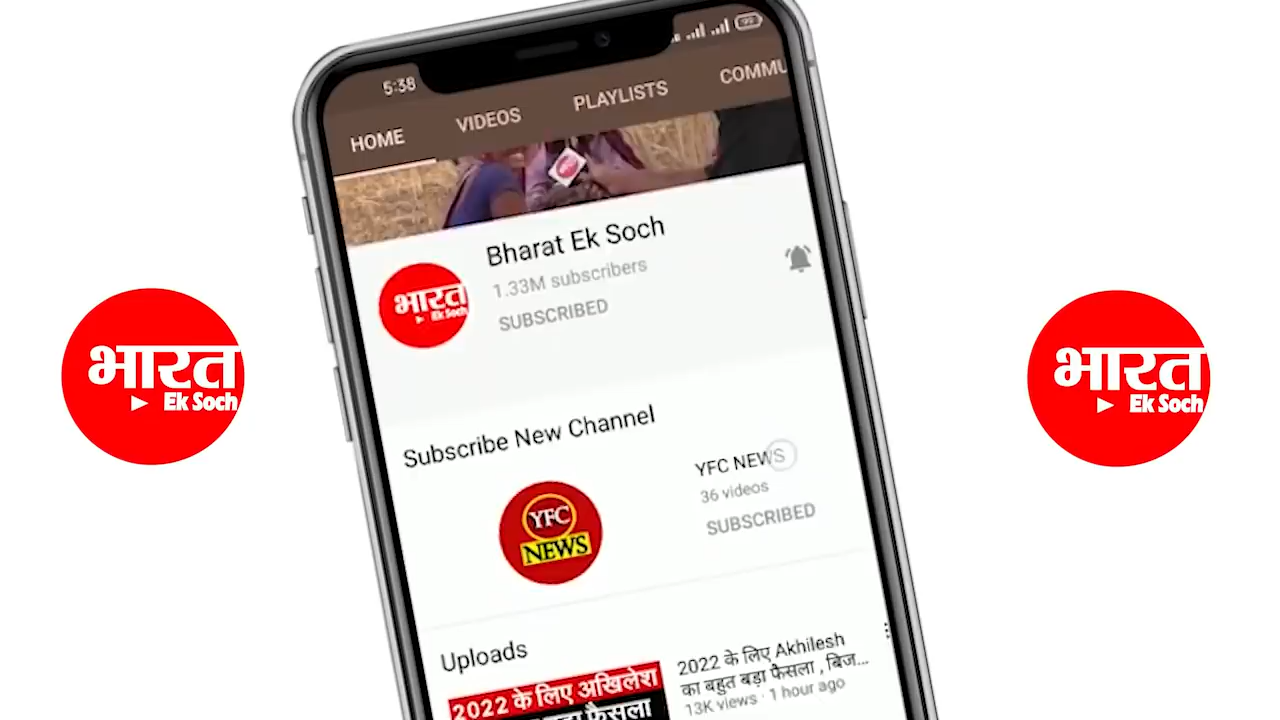 5:38
HOME
VIDEOS
PLAYLISTS
COMMU
Bharat Ek Soch
1.33M subscribers
SUBSCRIBED
भारत
Ek Soch
भारत
Ek Soch
भारत
Ek Soch
Subscribe New Channel
YFC
NEWS
YFC NEWS
36 videos
SUBSCRIBED
Uploads
2022 के लिए अखिलेश
फैसला
2022 के लिए Akhilesh
का बहुत बड़ा फैसला , बिज...
13K views · 1 hour ago